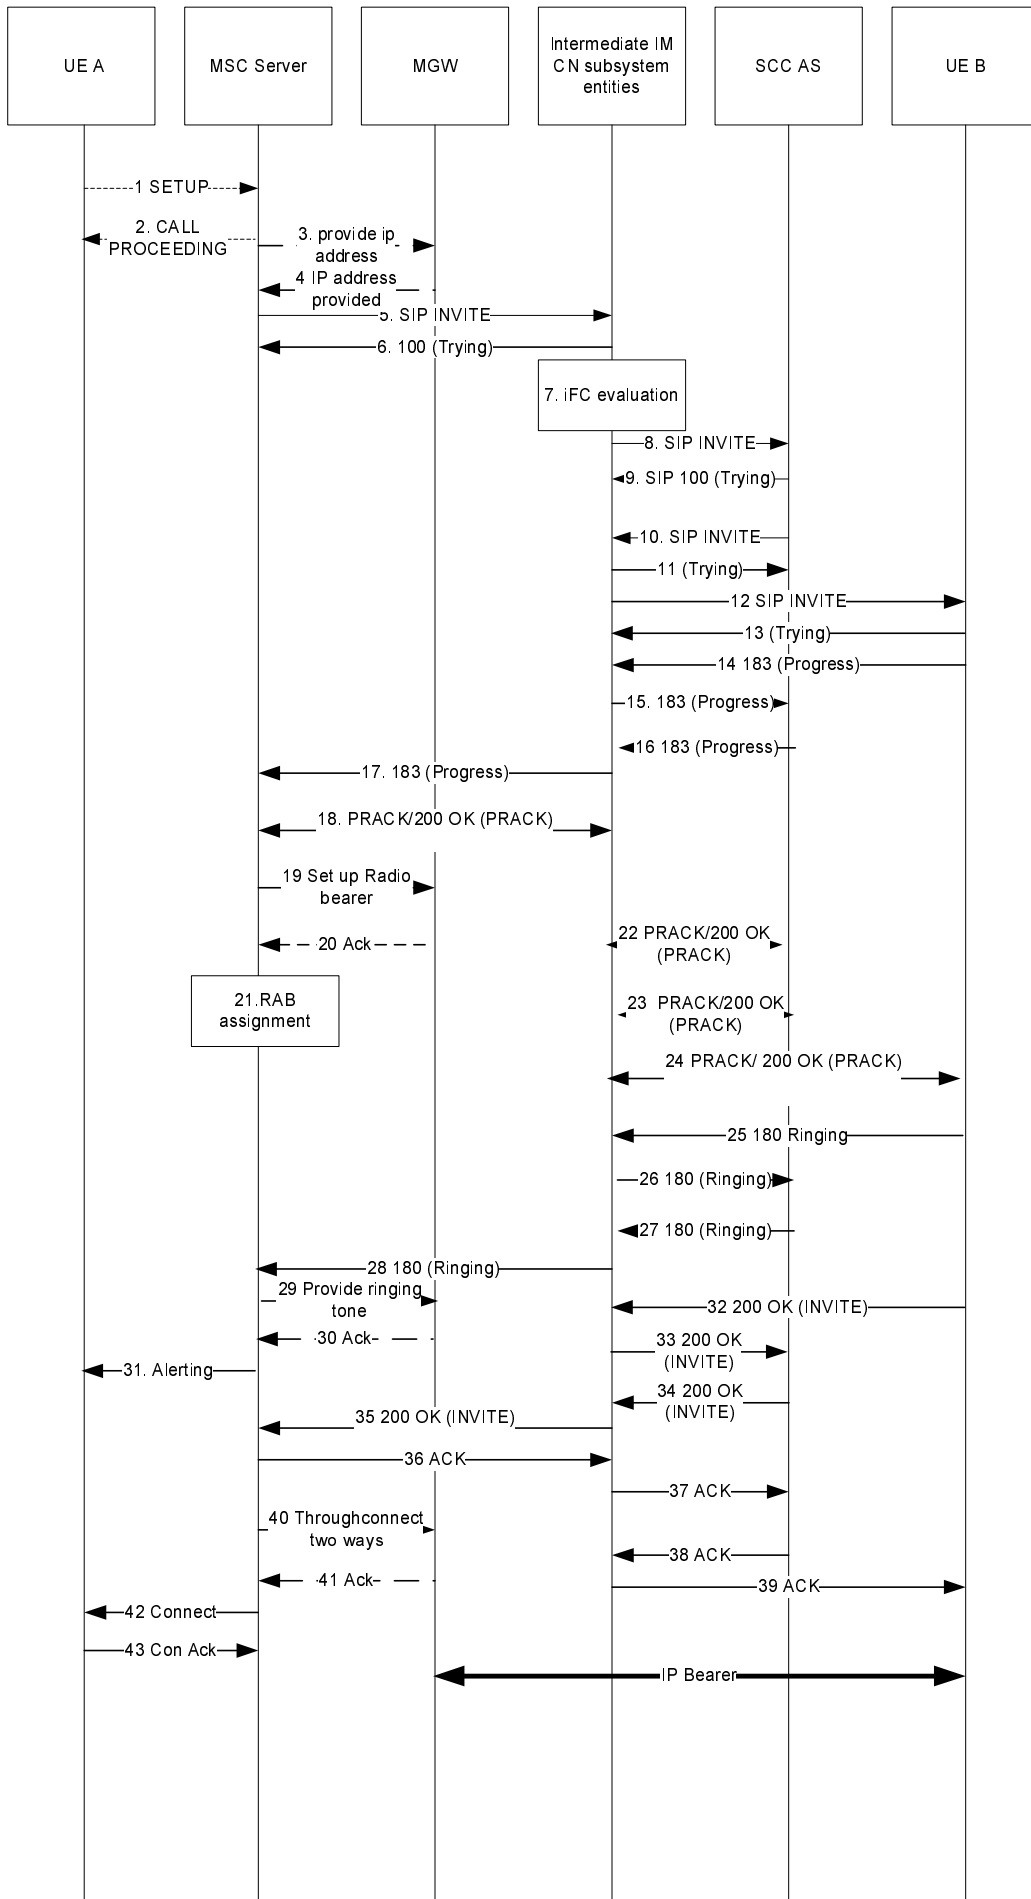 UE A
MSC Server
MGW
Intermediate IM
CN subsystem
entities
SCC AS
UE B
1 SETUP
2. CALL
PROCEEDING
3. provide ip
address
4 IP address
provided
5. SIP INVITE
6. 100 (Trying)
7. iFC evaluation
8. SIP INVITE
9. SIP 100 (Trying)
10. SIP INVITE
11 (Trying)
12 SIP INVITE
13 (Trying)
14 183 (Progress)
15. 183 (Progress)
16 183 (Progress)
17. 183 (Progress)
18. PRACK/200 OK (PRACK)
19 Set up Radio
bearer
20 Ack
22 PRACK/200 OK
(PRACK)
21.RAB
assignment
23 PRACK/200 OK
(PRACK)
24 PRACK/ 200 OK (PRACK)
25 180 Ringing
26 180 (Ringing)
27 180 (Ringing)
28 180 (Ringing)
29 Provide ringing
tone
32 200 OK (INVITE)
30 Ack
33 200 OK
(INVITE)
31. Alerting
34 200 OK
(INVITE)
35 200 OK (INVITE)
36 ACK
37 ACK
40 Throughconnect
two ways
38 ACK
41 Ack
39 ACK
42 Connect
43 Con Ack
IP Bearer